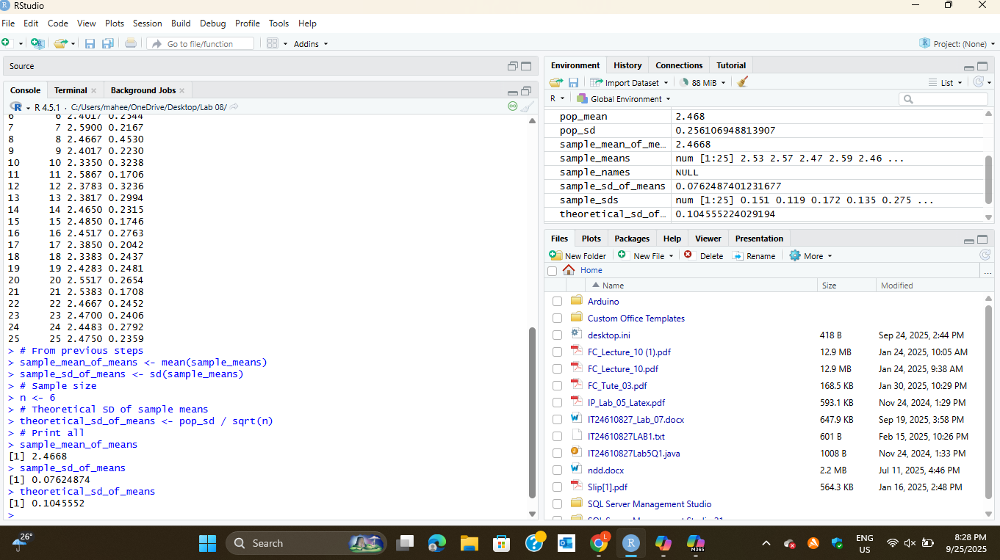 RStudio
File Edit Code View Plots Session Build Debug Profile Tools Help
Go to file/function
Addins
Project: (None)
Source
Console Terminal Background Jobs
R 4.5.1 · C:/Users/mahee/OneDrive/Desktop/Lab 08/
6 6 2.4017 0.2544
7 7 2.5900 0.2167
8 8 2.4667 0.4530
9 9 2.4017 0.2230
10 10 2.3350 0.3238
11 11 2.5867 0.1706
12 12 2.3783 0.3236
13 13 2.3817 0.2994
14 14 2.4650 0.2315
15 15 2.4850 0.1746
16 16 2.4517 0.2763
17 17 2.3850 0.2042
18 18 2.3383 0.2437
19 19 2.4283 0.2481
20 20 2.5517 0.2654
21 21 2.5383 0.1708
22 22 2.4667 0.2452
23 23 2.4700 0.2406
24 24 2.4483 0.2792
25 25 2.4750 0.2359
> # From previous steps
> sample_mean_of_means <- mean(sample_means)
> sample_sd_of_means <- sd(sample_means)
> # Sample size
> n <- 6
> # Theoretical SD of sample means
> theoretical_sd_of_means <- pop_sd / sqrt(n)
> # Print all
> sample_mean_of_means
[1] 2.4668
> sample_sd_of_means
[1] 0.07624874
> theoretical_sd_of_means
[1] 0.1045552
>
Environment History Connections Tutorial
Import Dataset 88 MiB List
R Global Environment
pop_mean 2.468
pop_sd 0.256106948813907
sample_mean_of_me… 2.4668
sample_means num [1:25] 2.53 2.57 2.47 2.59 2.46 ...
sample_names NULL
sample_sd_of_means 0.0762487401231677
sample_sds num [1:25] 0.151 0.119 0.172 0.135 0.275 ...
theoretical_sd_of… 0.104555224029194
Files Plots Packages Help Viewer Presentation
New Folder New File Delete Rename More
Home ...
Name Size Modified
Arduino
Custom Office Templates
desktop.ini 418 B Sep 24, 2025, 2:44 PM
FC_Lecture_10 (1).pdf 12.9 MB Jan 24, 2025, 10:05 AM
FC_Lecture_10.pdf 12.9 MB Jan 24, 2025, 9:38 AM
FC_Tute_03.pdf 168.5 KB Jan 30, 2025, 10:29 PM
IP_Lab_05_Latex.pdf 593.1 KB Nov 24, 2024, 1:29 PM
IT24610827_Lab_07.docx 647.9 KB Sep 19, 2025, 3:58 PM
IT24610827LAB1.txt 601 B Feb 15, 2025, 10:26 PM
IT24610827Lab5Q1.java 1008 B Nov 24, 2024, 1:33 PM
ndd.docx 2.2 MB Jul 11, 2025, 4:46 PM
Slip[1].pdf 564.3 KB Jan 16, 2025, 2:48 PM
SQL Server Management Studio
SQL Server Management Studio 21
26°
Search
M365
ENG
US
8:28 PM
9/25/2025